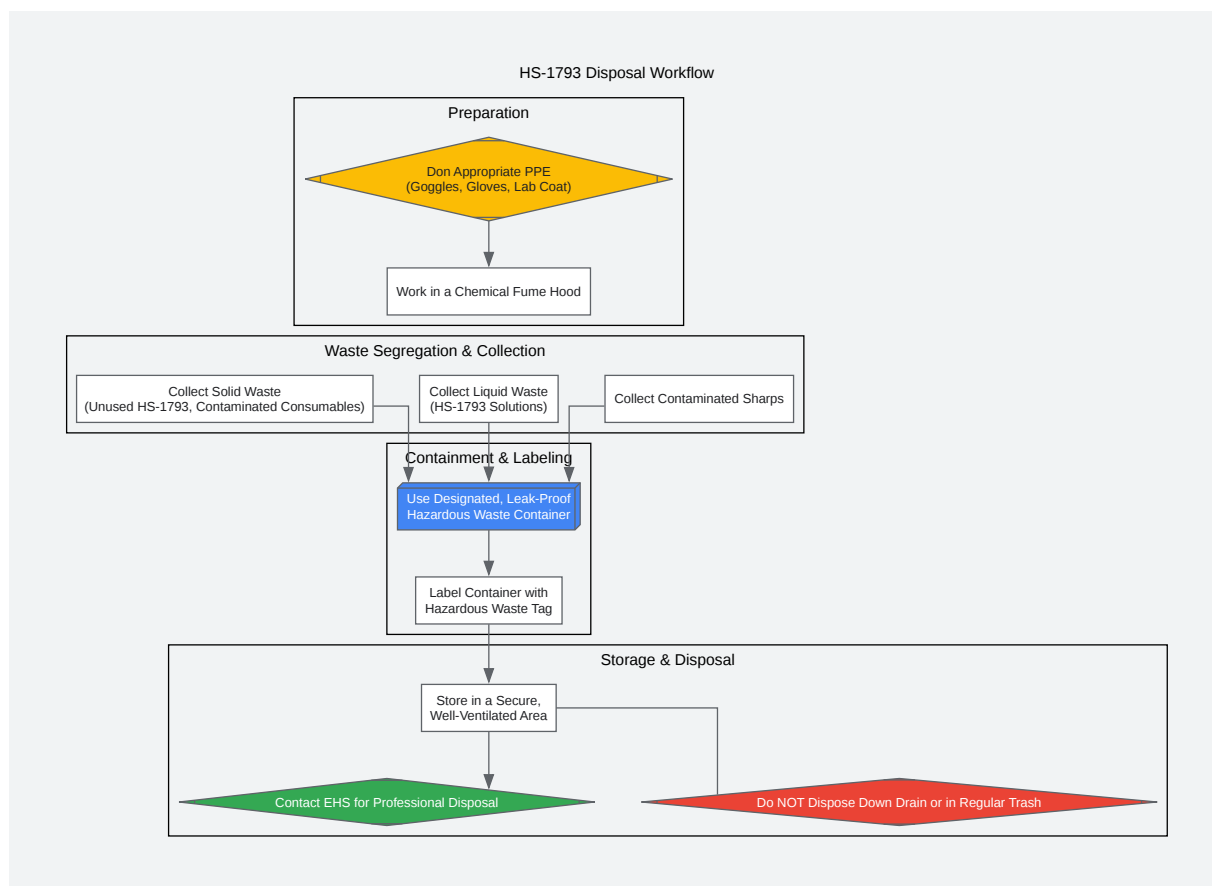 HS-1793 Disposal Workflow
Preparation
Don Appropriate PPE
(Goggles, Gloves, Lab Coat)
Work in a Chemical Fume Hood
Waste Segregation & Collection
Collect Solid Waste
(Unused HS-1793, Contaminated Consumables)
Collect Liquid Waste
(HS-1793 Solutions)
Collect Contaminated Sharps
Containment & Labeling
Use Designated, Leak-Proof
Hazardous Waste Container
Label Container with
Hazardous Waste Tag
Storage & Disposal
Store in a Secure,
Well-Ventilated Area
Contact EHS for Professional Disposal
Do NOT Dispose Down Drain or in Regular Trash